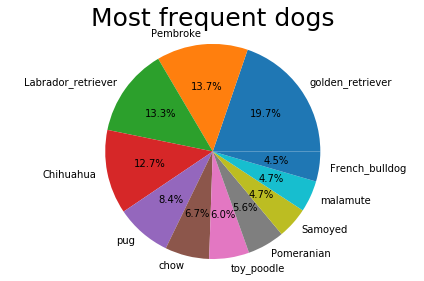 Most frequent dogs
Pembroke
Labrador_retriever
golden_retriever
13.7%
13.3%
19.7%
12.7%
4.5%
French_bulldog
Chihuahua
4.7%
malamute
8.4%
4.7%
6.7%
6.0%
5.6%
Samoyed
pug
Pomeranian
chow
toy_poodle